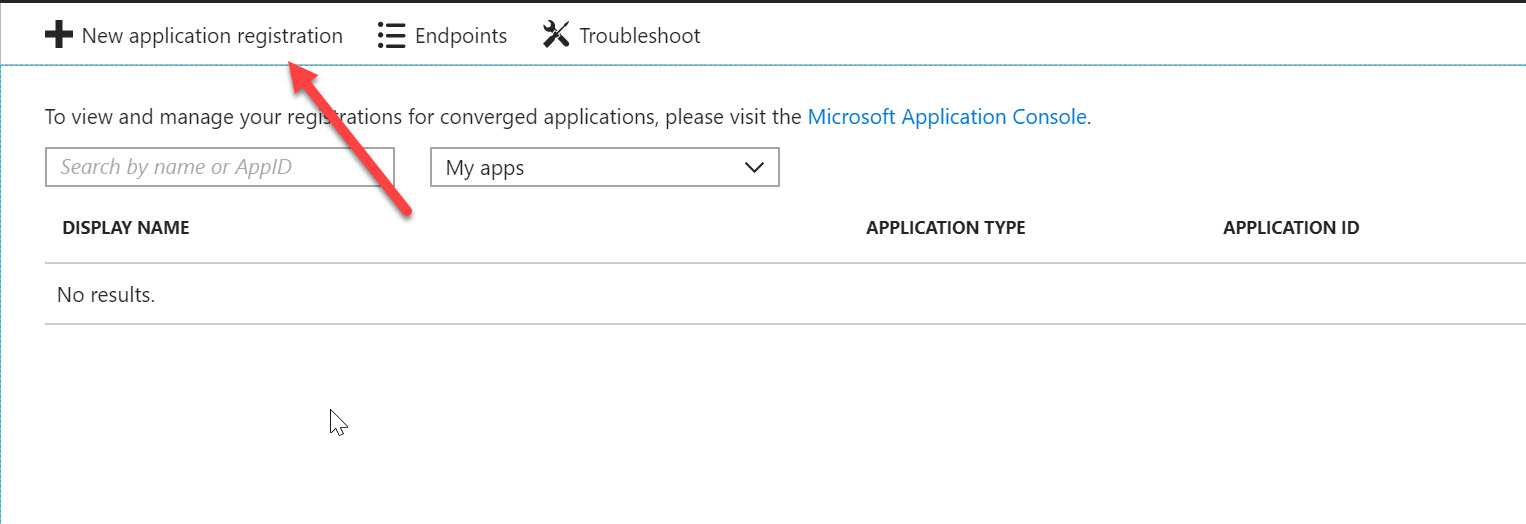 New application registration Endpoints Troubleshoot
To view and manage your registrations for converged applications, please visit the Microsoft Application Console.
Search by name or AppID My apps
DISPLAY NAME APPLICATION TYPE APPLICATION ID
No results.